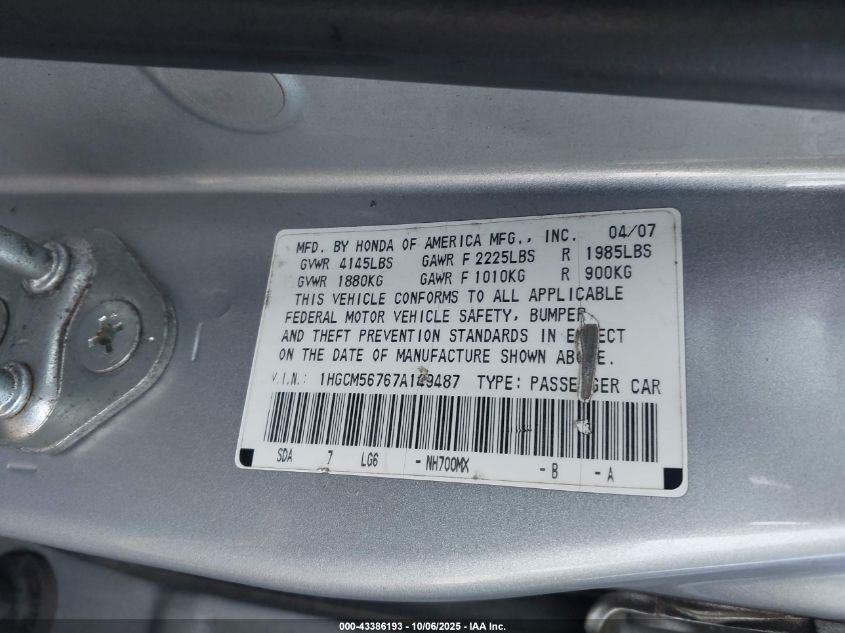 MFD. BY HONDA OF AMERICA MFG., INC. 04/07
GVWR 4145LBS GAWR F 2225LBS R 1985LBS
GVWR 1880KG GAWR F 1010KG R 900KG
THIS VEHICLE CONFORMS TO ALL APPLICABLE
FEDERAL MOTOR VEHICLE SAFETY, BUMPER
AND THEFT PREVENTION STANDARDS IN EFFECT
ON THE DATE OF MANUFACTURE SHOWN ABOVE.
V.I.N.: 1HGCM56767A149487 TYPE: PASSENGER CAR
SDA 7 LG6 -NH700MX -B -A
000-43386193 - 10/06/2025 - IAA Inc.